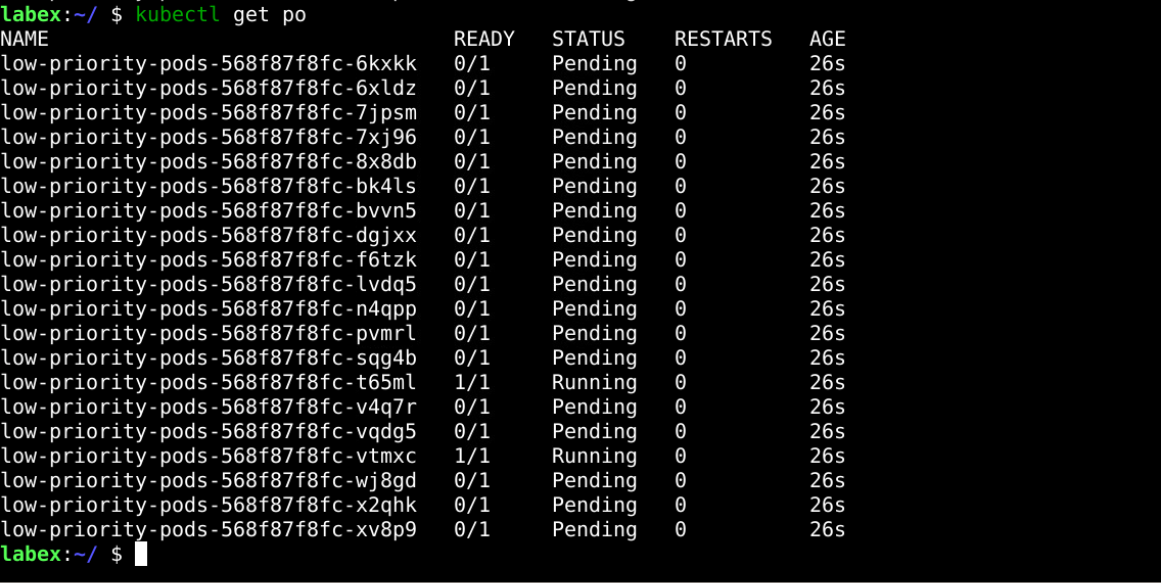 labex:~/ $ kubectl get po
NAME READY STATUS RESTARTS AGE
low-priority-pods-568f87f8fc-6kxkk 0/1 Pending 0 26s
low-priority-pods-568f87f8fc-6xldz 0/1 Pending 0 26s
low-priority-pods-568f87f8fc-7jpsm 0/1 Pending 0 26s
low-priority-pods-568f87f8fc-7xj96 0/1 Pending 0 26s
low-priority-pods-568f87f8fc-8x8db 0/1 Pending 0 26s
low-priority-pods-568f87f8fc-bk4ls 0/1 Pending 0 26s
low-priority-pods-568f87f8fc-bvvn5 0/1 Pending 0 26s
low-priority-pods-568f87f8fc-dgjxx 0/1 Pending 0 26s
low-priority-pods-568f87f8fc-f6tzk 0/1 Pending 0 26s
low-priority-pods-568f87f8fc-lvdq5 0/1 Pending 0 26s
low-priority-pods-568f87f8fc-n4qpp 0/1 Pending 0 26s
low-priority-pods-568f87f8fc-pvmrl 0/1 Pending 0 26s
low-priority-pods-568f87f8fc-sqg4b 0/1 Pending 0 26s
low-priority-pods-568f87f8fc-t65ml 1/1 Running 0 26s
low-priority-pods-568f87f8fc-v4q7r 0/1 Pending 0 26s
low-priority-pods-568f87f8fc-vqdg5 0/1 Pending 0 26s
low-priority-pods-568f87f8fc-vtmxc 1/1 Running 0 26s
low-priority-pods-568f87f8fc-wj8gd 0/1 Pending 0 26s
low-priority-pods-568f87f8fc-x2qhk 0/1 Pending 0 26s
low-priority-pods-568f87f8fc-xv8p9 0/1 Pending 0 26s
labex:~/ $